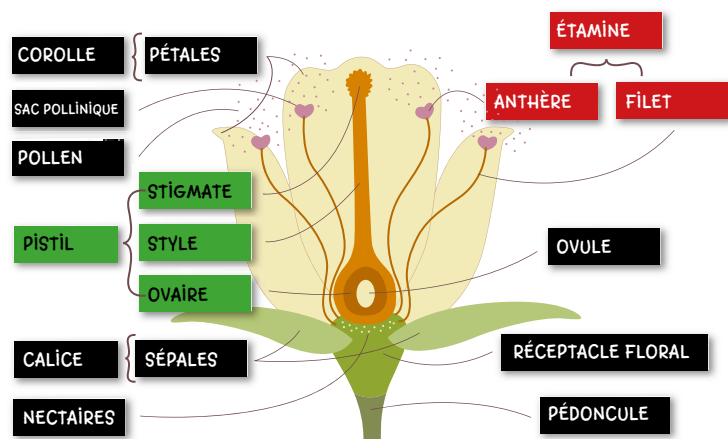 ÉTAMINE
COROLLE
PÉTALES
SAC POLLINIQUE
ANTHÈRE
FILET
POLLEN
STIGMATE
PISTIL
STYLE
OVULE
OVAIRE
CALICE
SÉPALES
RÉCEPTACLE FLORAL
NECTAIRES
PÉDONCULE